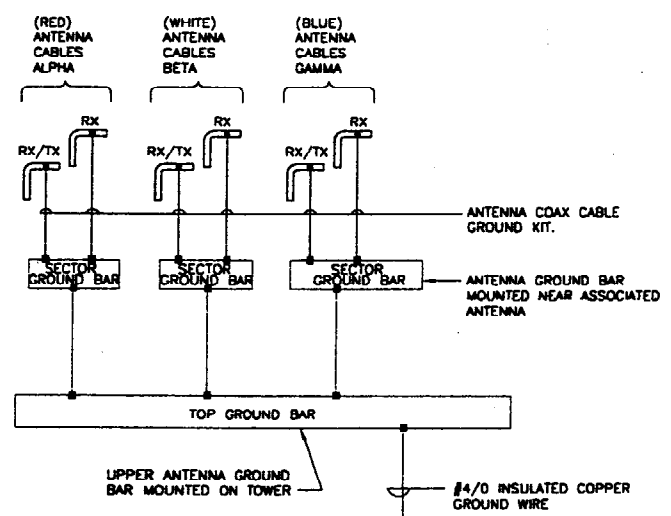 (RED)
ANTENNA
CABLES
ALPHA
(WHITE)
ANTENNA
CABLES
BETA
(BLUE)
ANTENNA
CABLES
GAMMA
RX
RX/TX
RX
RX/TX
RX
RX/TX
ANTENNA COAX CABLE
GROUND KIT.
SECTOR
GROUND BAR
SECTOR
GROUND BAR
SECTOR
GROUND BAR
ANTENNA GROUND BAR
MOUNTED NEAR ASSOCIATED
ANTENNA
TOP GROUND BAR
UPPER ANTENNA GROUND
BAR MOUNTED ON TOWER
#4/0 INSULATED COPPER
GROUND WIRE